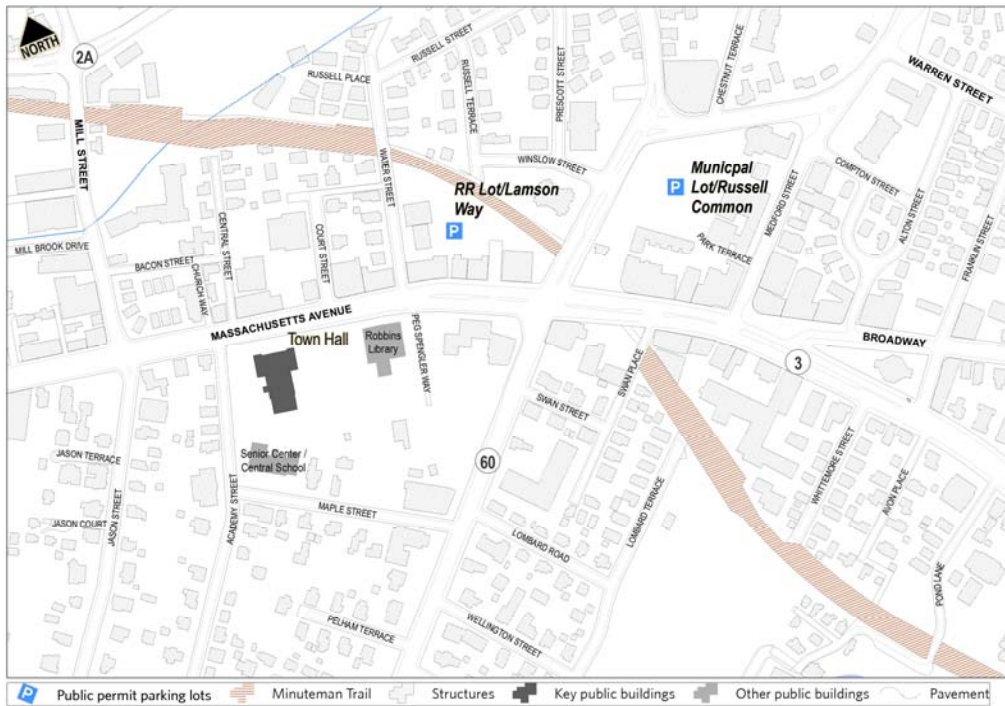 NORTH
2A
RUSSELL STREET
RUSSELL PLACE
RUSSELL TERRACE
PRESCOTT STREET
CHESTNUT TERRACE
WARREN STREET
MILL STREET
WATER STREET
WINSLOW STREET
RR Lot/Lamson
Way
P
P
Municpal
Lot/Russell
Common
COMPTON STREET
MEDFORD STREET
ALTON STREET
FRANKLIN STREET
PARK TERRACE
CENTRAL STREET
COURT STREET
MILL BROOK DRIVE
BACON STREET
CHURCH WAY
MASSACHUSETTS AVENUE
Town Hall
Robbins
Library
PEG SPENGLER WAY
BROADWAY
3
SWAN PLACE
SWAN STREET
60
Senior Center /
Central School
JASON TERRACE
JASON COURT
JASON STREET
ACADEMY STREET
MAPLE STREET
LOMBARD ROAD
LOMBARD TERRACE
WHITTEMORE STREET
AVON PLACE
POND LANE
PELHAM TERRACE
WELLINGTON STREET
P Public permit parking lots Minuteman Trail Structures Key public buildings Other public buildings Pavement